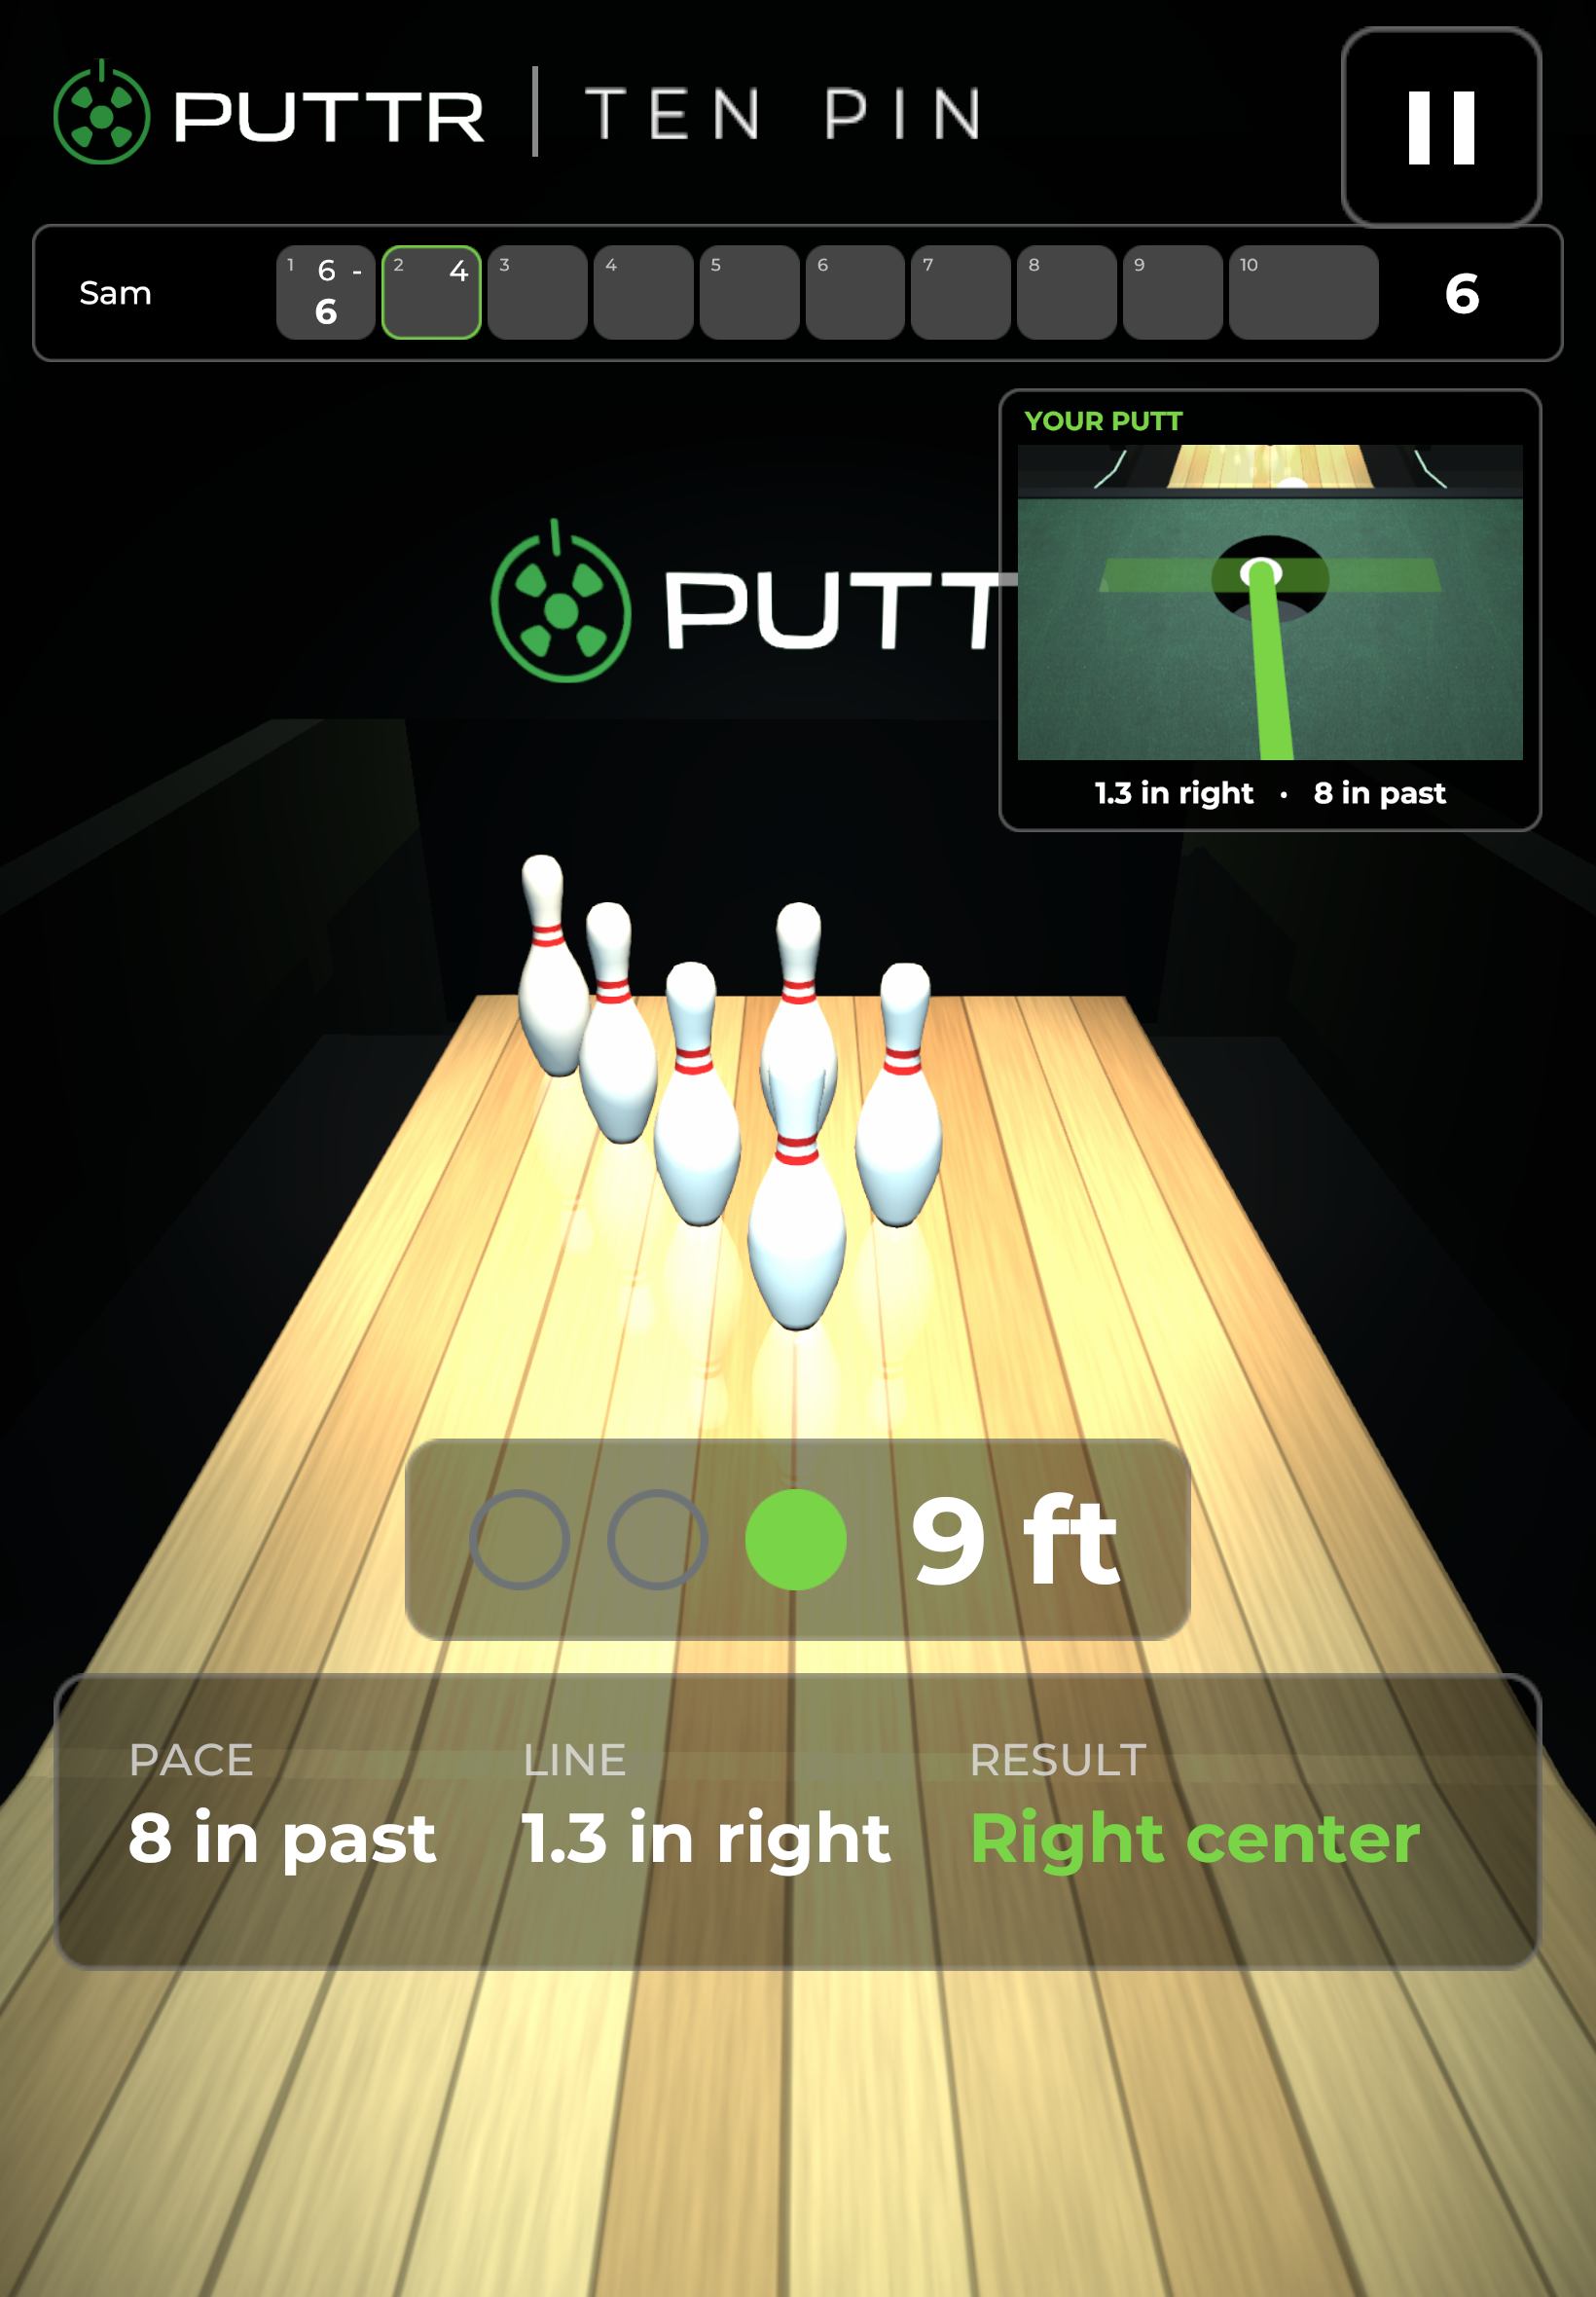 PUTTR | TEN PIN
Sam
1 6 -
6
2 4
3
4
5
6
7
8
9
10
6
YOUR PUTT
PUTT
1.3 in right · 8 in past
9 ft
PACE LINE RESULT
8 in past 1.3 in right Right center